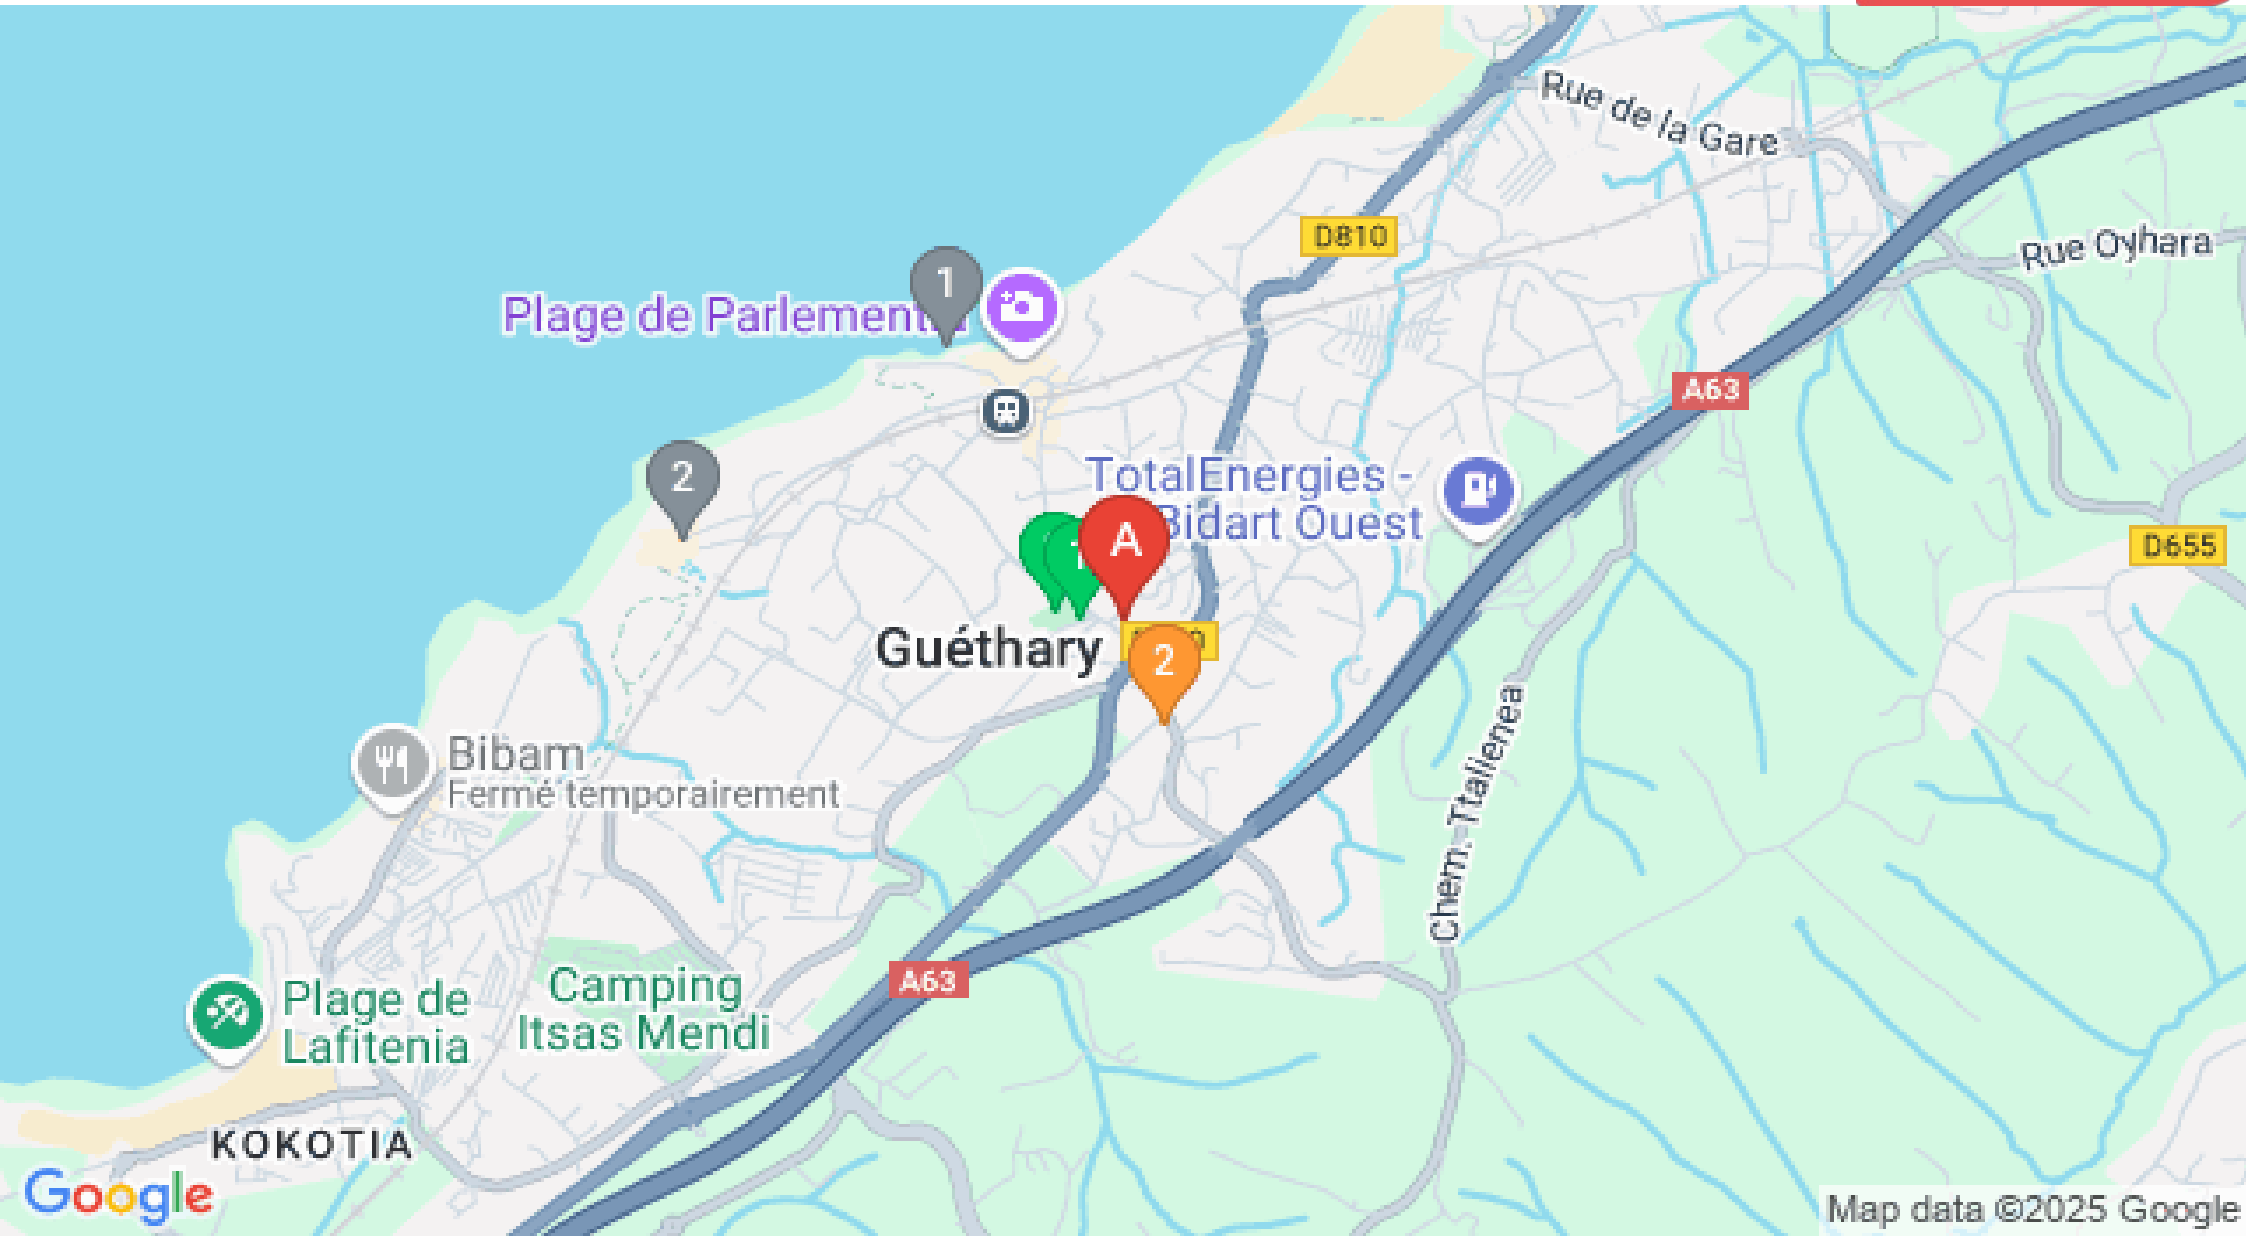 Rue de la Gare
D810
Rue Oyhara
1
Plage de
A63
2
TotalEnergies -
Bidart Ouest
A
D655
Guéthary
2
Bibam
Fermé temporairement
Chem. Ttalienea
A63
Plage de
Lafitenia
Camping
Itsas Mendi
KOKOTIA
Google
Map data ©2025 Google